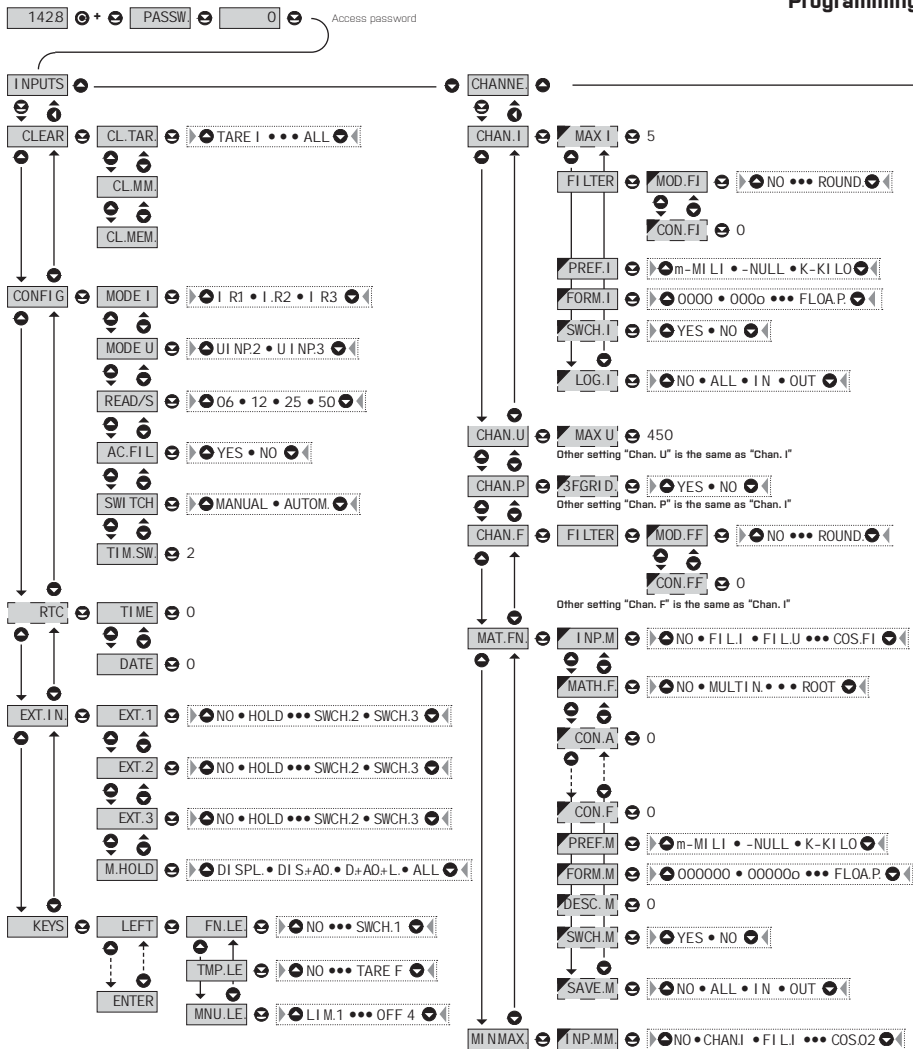 Programming
1428 + PASSW. 0 Access password
INPUTS
CLEAR CL.TAR. TARE I • • • ALL
CL.MM.
CL.MEM.
CONFIG MODE I I R1 • I .R2 • I R3
MODE U U INP.2 • U INP.3
READ/S 06 • 12 • 25 • 50
AC.FIL YES • NO
SWITCH MANUAL • AUTOM.
TIM.SW. 2
RTC TIME 0
DATE 0
EXT.IN. EXT.1 NO • HOLD ••• SWCH.2 • SWCH.3
EXT.2 NO • HOLD ••• SWCH.2 • SWCH.3
EXT.3 NO • HOLD ••• SWCH.2 • SWCH.3
M.HOLD DISPL. • DIS+AO. • D+AO+L. • ALL
KEYS LEFT FN.LE. NO ••• SWCH.1
TMP.LE NO ••• TARE F
ENTER
MNU.LE. LIM.1 ••• OFF 4
CHANNE.
CHAN.I MAX I 5
FILTER MOD.FI NO ••• ROUND.
CON.FI 0
PREF.I m-MILI • -NULL • K-KILO
FORM.I 0000 • 000o ••• FLOA.P.
SWCH.I YES • NO
LOG.I NO • ALL • IN • OUT
CHAN.U MAX U 450
Other setting "Chan. U" is the same as "Chan. I"
CHAN.P 3FGRID. YES • NO
Other setting "Chan. P" is the same as "Chan. I"
CHAN.F FILTER MOD.FF NO ••• ROUND.
CON.FF 0
Other setting "Chan. F" is the same as "Chan. I"
MAT.FN. INP.M NO • FIL.I • FIL.U ••• COS.FI
MATH.F. NO • MULTIN. • • • ROOT
CON.A 0
CON.F 0
PREF.M m-MILI • -NULL • K-KILO
FORM.M 000000 • 00000o ••• FLOA.P.
DESC. M 0
SWCH.M YES • NO
SAVE.M NO • ALL • IN • OUT
MINMAX. INP.MM. NO • CHAN.I • FIL.I ••• COS.02